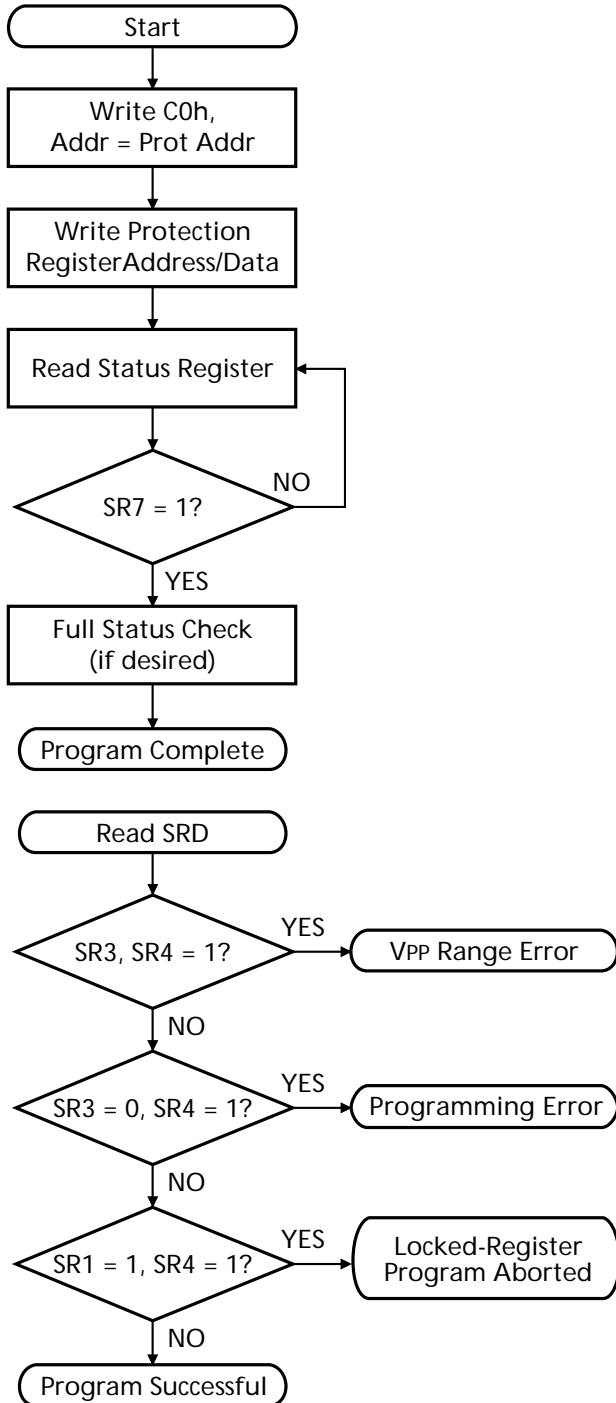 Start
Write C0h,
Addr = Prot Addr
Write Protection
RegisterAddress/Data
Read Status Register
SR7 = 1?
NO
YES
Full Status Check
(if desired)
Program Complete
Read SRD
SR3, SR4 = 1?
YES
VPP Range Error
NO
SR3 = 0, SR4 = 1?
YES
Programming Error
NO
SR1 = 1, SR4 = 1?
YES
Locked-Register
Program Aborted
NO
Program Successful